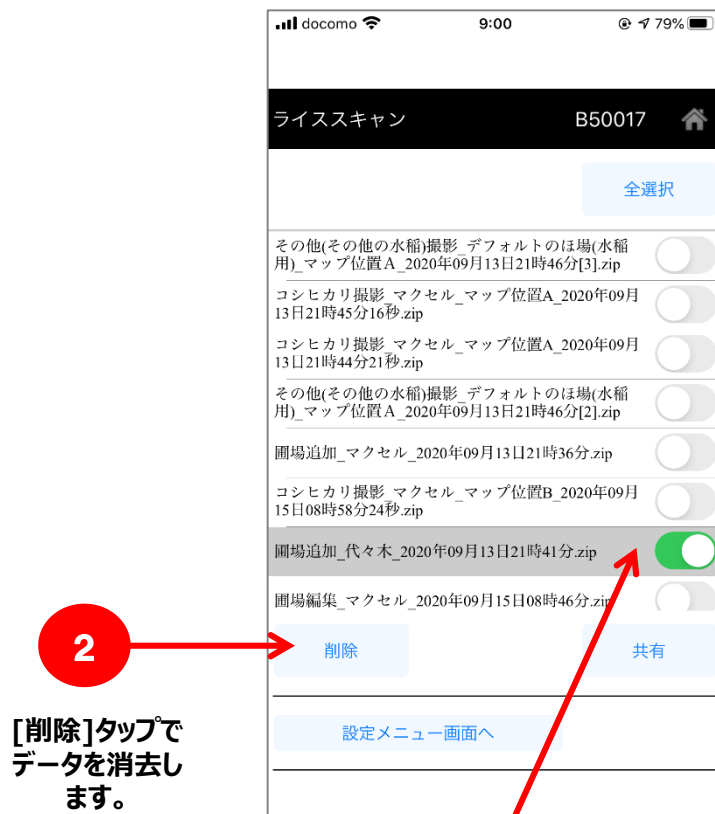 docomo 9:00 79%
ライススキャン B50017
全選択
その他(その他の水稲)撮影_デフォルトのほ場(水稲
用)_マップ位置A_2020年09月13日21時46分[3].zip
コシヒカリ撮影_マクセル_マップ位置A_2020年09月
13日21時45分16秒.zip
コシヒカリ撮影_マクセル_マップ位置A_2020年09月
13日21時44分21秒.zip
その他(その他の水稲)撮影_デフォルトのほ場(水稲
用)_マップ位置A_2020年09月13日21時46分[2].zip
圃場追加_マクセル_2020年09月13日21時36分.zip
コシヒカリ撮影_マクセル_マップ位置B_2020年09月
15日08時58分24秒.zip
圃場追加_代々木_2020年09月13日21時41分.zip
圃場編集_マクセル_2020年09月15日08時46分.zip
削除 共有
設定メニュー画面へ
2
[削除]タップで
データを消去し
ます。